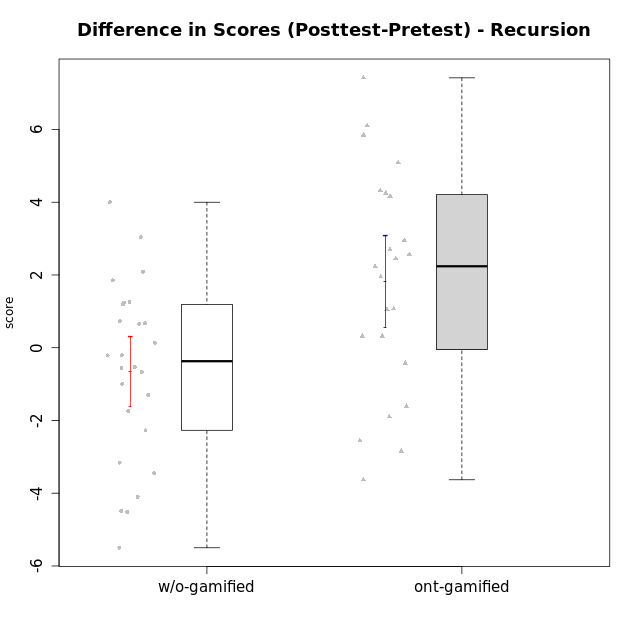 Difference in Scores (Posttest-Pretest) - Recursion
score
6
4
2
0
-2
-4
-6
w/o-gamified
ont-gamified